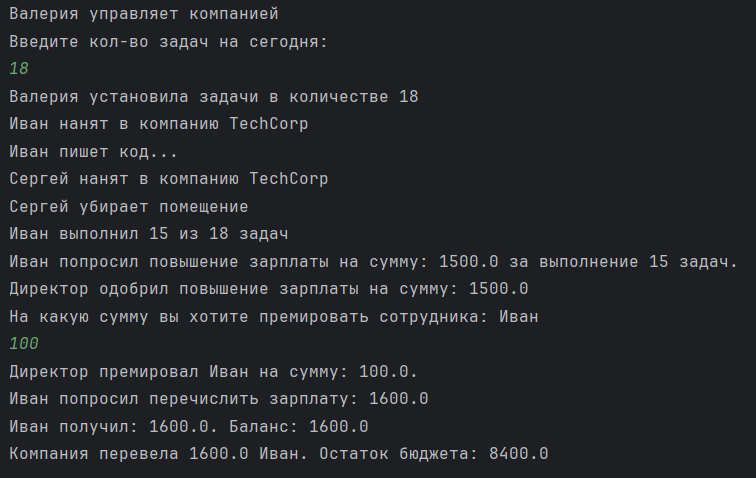 Валерия управляет компанией
Введите кол-во задач на сегодня:
18
Валерия установила задачи в количестве 18
Иван нанят в компанию TechCorp
Иван пишет код...
Сергей нанят в компанию TechCorp
Сергей убирает помещение
Иван выполнил 15 из 18 задач
Иван попросил повышение зарплаты на сумму: 1500.0 за выполнение 15 задач.
Директор одобрил повышение зарплаты на сумму: 1500.0
На какую сумму вы хотите премировать сотрудника: Иван
100
Директор премировал Иван на сумму: 100.0.
Иван попросил перечислить зарплату: 1600.0
Иван получил: 1600.0. Баланс: 1600.0
Компания перевела 1600.0 Иван. Остаток бюджета: 8400.0